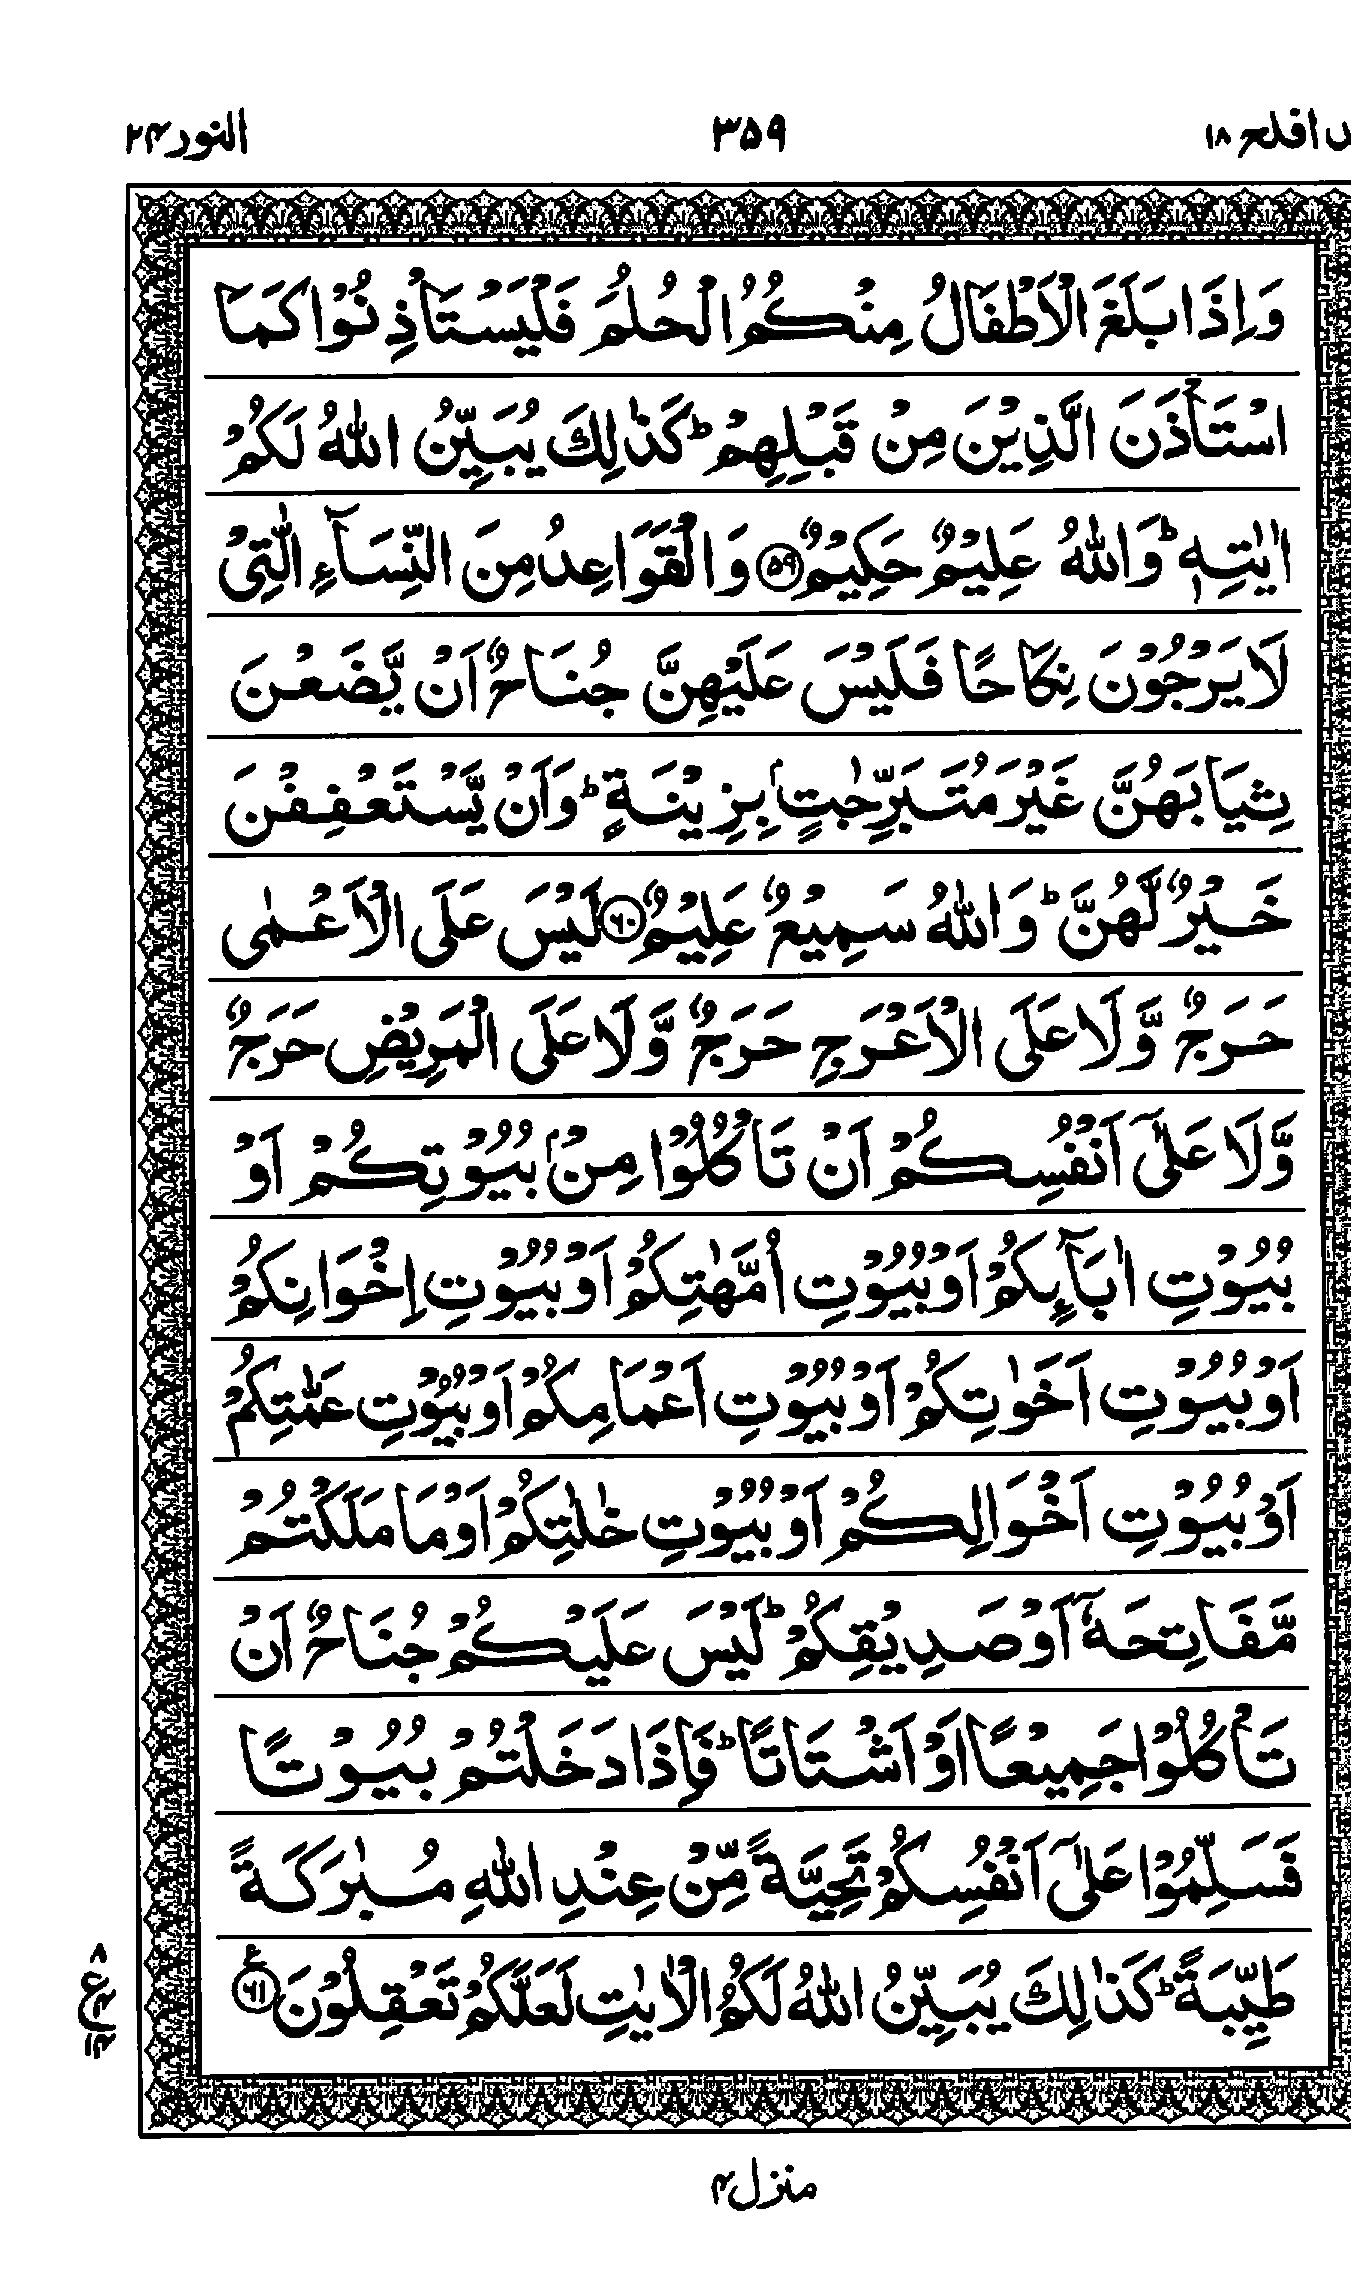 افلح ۱۸ ۳۵۹ النور ۲۴
وَاِذَا بَلَغَ الْاَطْفَالُ مِنْكُمُ الْحُلُمَ فَلْيَسْتَاْذِنُوْا كَمَا
اسْتَاْذَنَ الَّذِيْنَ مِنْ قَبْلِهِمْ ؕ كَذٰلِكَ يُبَيِّنُ اللّٰهُ لَكُمْ
اٰيٰتِهٖ ؕ وَاللّٰهُ عَلِيْمٌ حَكِيْمٌ ﴿۵۹﴾ وَالْقَوَاعِدُ مِنَ النِّسَآءِ الّٰتِيْ
لَا يَرْجُوْنَ نِكَاحًا فَلَيْسَ عَلَيْهِنَّ جُنَاحٌ اَنْ يَّضَعْنَ
ثِيَابَهُنَّ غَيْرَ مُتَبَرِّجٰتٍۭ بِزِيْنَةٍ ؕ وَاَنْ يَّسْتَعْفِفْنَ
خَيْرٌ لَّهُنَّ ؕ وَاللّٰهُ سَمِيْعٌ عَلِيْمٌ ﴿۶۰﴾ لَيْسَ عَلَى الْاَعْمٰى
حَرَجٌ وَّلَا عَلَى الْاَعْرَجِ حَرَجٌ وَّلَا عَلَى الْمَرِيْضِ حَرَجٌ
وَّلَا عَلٰٓى اَنْفُسِكُمْ اَنْ تَاْكُلُوْا مِنْۢ بُيُوْتِكُمْ اَوْ
بُيُوْتِ اٰبَآئِكُمْ اَوْ بُيُوْتِ اُمَّهٰتِكُمْ اَوْ بُيُوْتِ اِخْوَانِكُمْ
اَوْ بُيُوْتِ اَخَوٰتِكُمْ اَوْ بُيُوْتِ اَعْمَامِكُمْ اَوْ بُيُوْتِ عَمّٰتِكُمْ
اَوْ بُيُوْتِ اَخْوَالِكُمْ اَوْ بُيُوْتِ خٰلٰتِكُمْ اَوْ مَا مَلَكْتُمْ
مَّفَاتِحَهٗٓ اَوْ صَدِيْقِكُمْ ؕ لَيْسَ عَلَيْكُمْ جُنَاحٌ اَنْ
تَاْكُلُوْا جَمِيْعًا اَوْ اَشْتَاتًا ؕ فَاِذَا دَخَلْتُمْ بُيُوْتًا
فَسَلِّمُوْا عَلٰٓى اَنْفُسِكُمْ تَحِيَّةً مِّنْ عِنْدِ اللّٰهِ مُبٰرَكَةً
طَيِّبَةً ؕ كَذٰلِكَ يُبَيِّنُ اللّٰهُ لَكُمُ الْاٰيٰتِ لَعَلَّكُمْ تَعْقِلُوْنَ ﴿۶۱﴾ ع
۸
ع
۱۴
منزل ۴